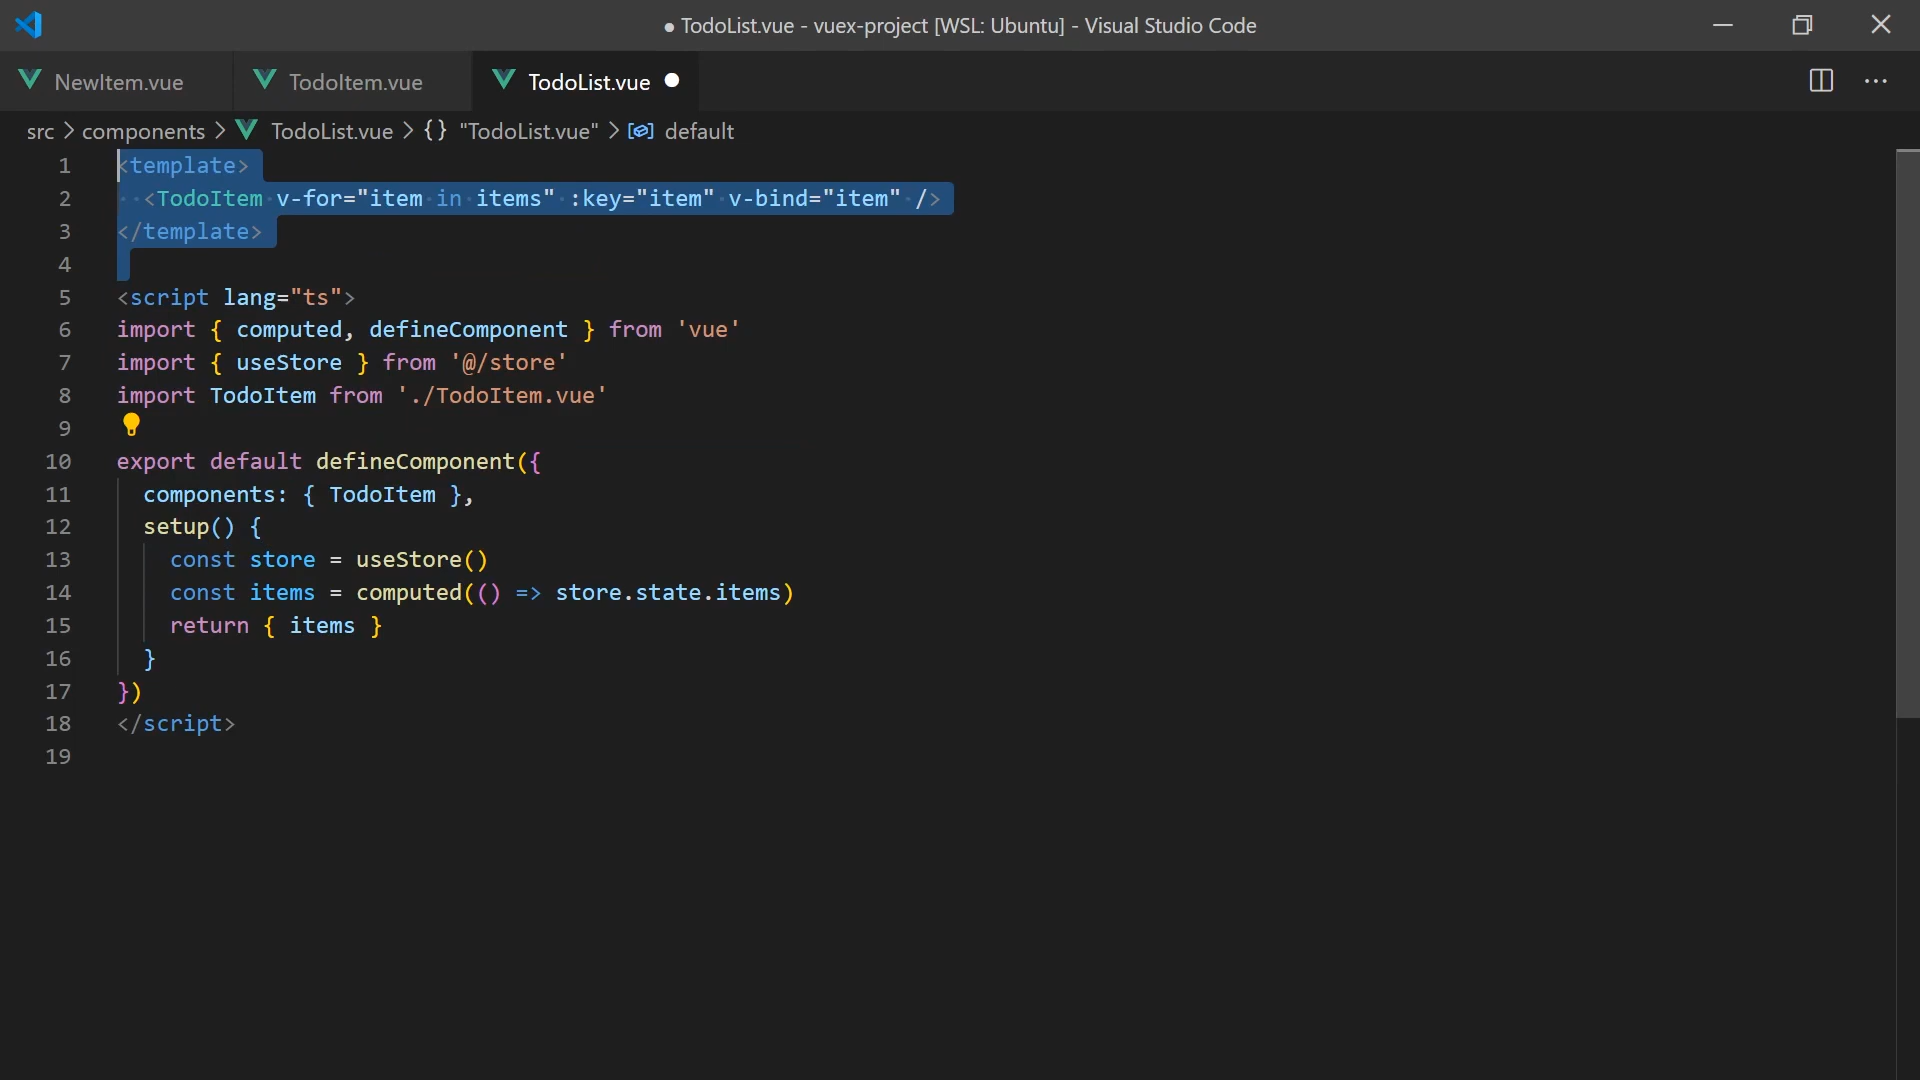 ● TodoList.vue - vuex-project [WSL: Ubuntu] - Visual Studio Code
NewItem.vue TodoItem.vue TodoList.vue ●
src > components > TodoList.vue > {} "TodoList.vue" > default
1 <template>
2   <TodoItem v-for="item in items" :key="item" v-bind="item" />
3 </template>
4
5 <script lang="ts">
6 import { computed, defineComponent } from 'vue'
7 import { useStore } from '@/store'
8 import TodoItem from './TodoItem.vue'
9
10 export default defineComponent({
11   components: { TodoItem },
12   setup() {
13     const store = useStore()
14     const items = computed(() => store.state.items)
15     return { items }
16   }
17 })
18 </script>
19